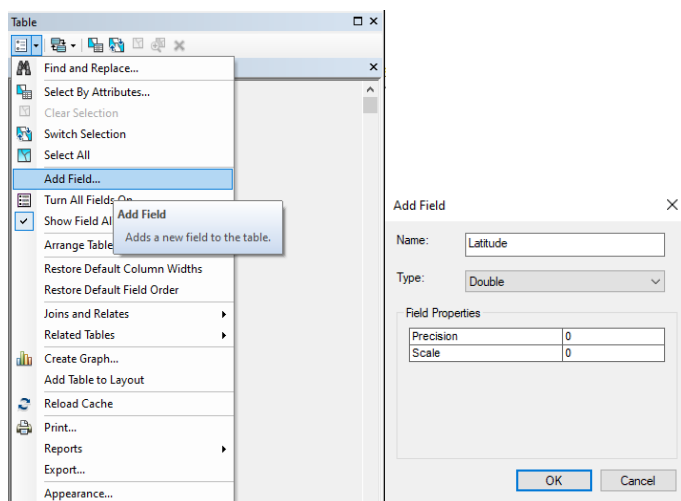 Table
Find and Replace...
Select By Attributes...
Clear Selection
Switch Selection
Select All
Add Field...
Turn All Fields On
Add Field
Show Field Al
Adds a new field to the table.
Arrange Table
Restore Default Column Widths
Restore Default Field Order
Joins and Relates
Related Tables
Create Graph...
Add Table to Layout
Reload Cache
Print...
Reports
Export...
Appearance...
Add Field
Name: Latitude
Type: Double
Field Properties
Precision 0
Scale 0
OK Cancel